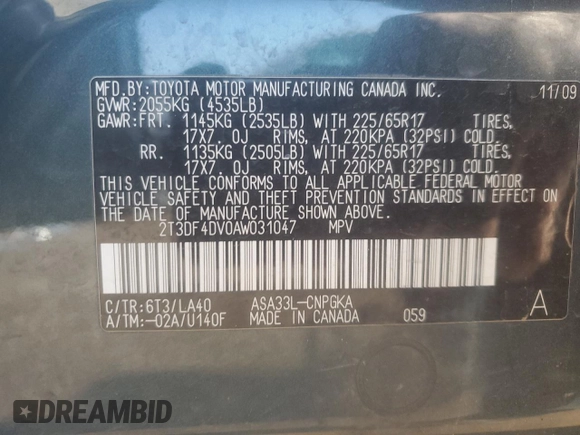 MFD.BY:TOYOTA MOTOR MANUFACTURING CANADA INC. 11/09
GVWR:2055KG (4535LB)
GAWR:FRT. 1145KG (2535LB) WITH 225/65R17 TIRES,
17X7. 0J RIMS, AT 220KPA (32PSI) COLD.
RR. 1135KG (2505LB) WITH 225/65R17 TIRES,
17X7. 0J RIMS, AT 220KPA (32PSI) COLD.
THIS VEHICLE CONFORMS TO ALL APPLICABLE FEDERAL MOTOR
VEHICLE SAFETY AND THEFT PREVENTION STANDARDS IN EFFECT ON
THE DATE OF MANUFACTURE SHOWN ABOVE.
2T3DF4DV0AW031047 MPV
C/TR:6T3/LA40 ASA33L-CNPGKA
A/TM:-02A/U140F MADE IN CANADA 059 A
DREAMBID